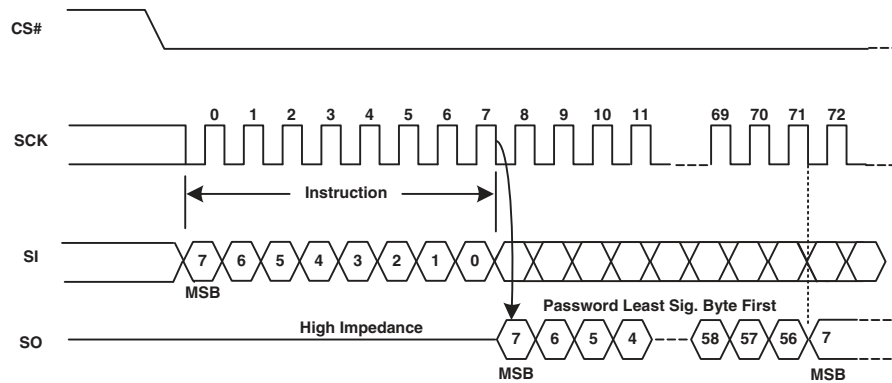 CS#
0 1 2 3 4 5 6 7 8 9 10 11 69 70 71 72
SCK
Instruction
SI
7 6 5 4 3 2 1 0
MSB
Password Least Sig. Byte First
High Impedance
SO
7 6 5 4 58 57 56 7
MSB MSB